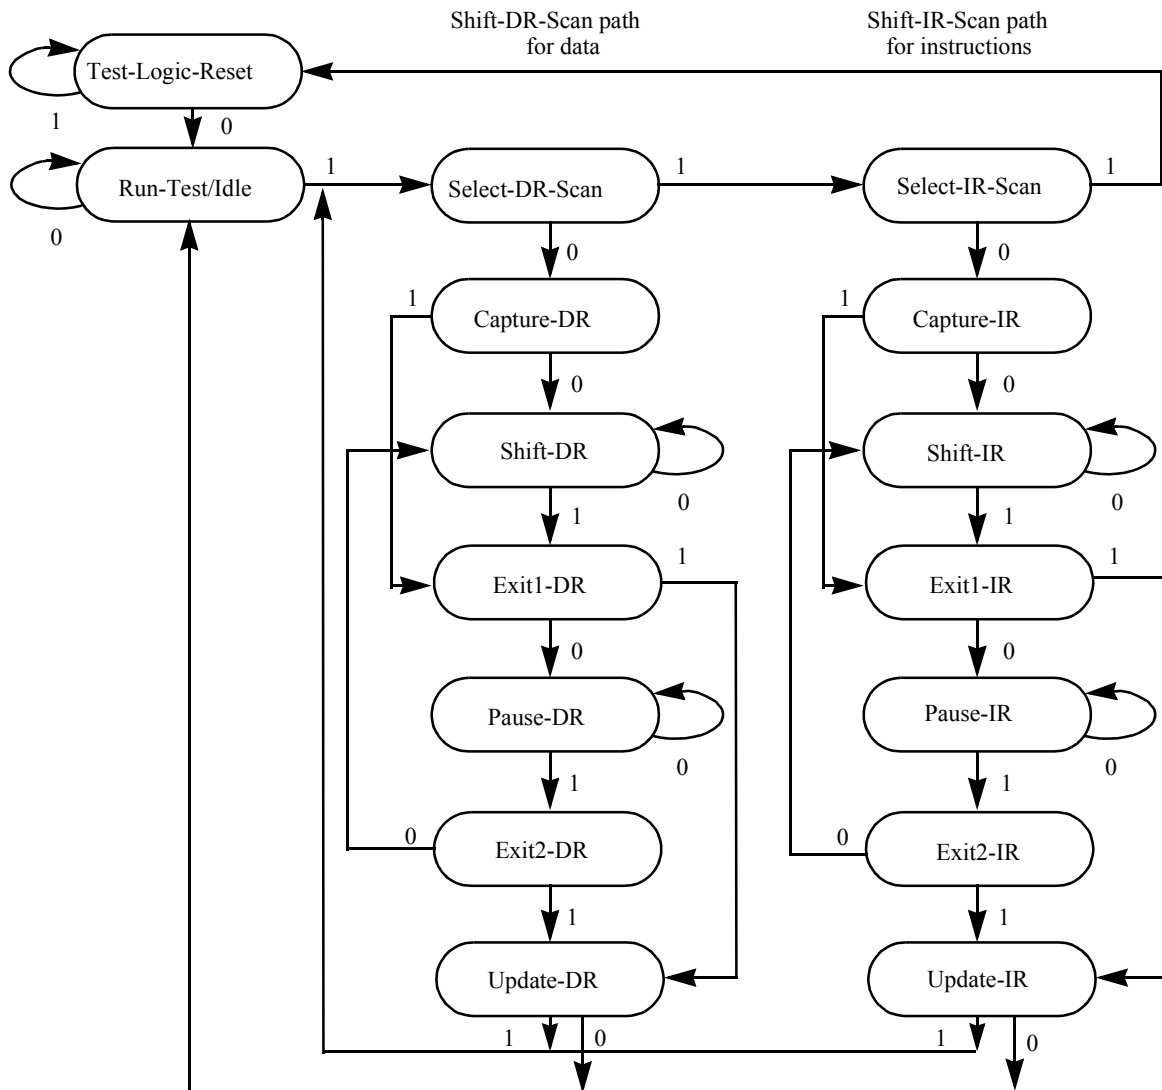 Shift-DR-Scan path
for data
Shift-IR-Scan path
for instructions
Test-Logic-Reset
1
0
Run-Test/Idle
1
Select-DR-Scan
1
Select-IR-Scan
1
0
0
0
1
Capture-DR
1
Capture-IR
0
0
Shift-DR
Shift-IR
0
0
1
1
Exit1-DR
1
Exit1-IR
1
0
0
Pause-DR
Pause-IR
0
0
1
1
0
Exit2-DR
0
Exit2-IR
1
1
Update-DR
Update-IR
1
0
1
0